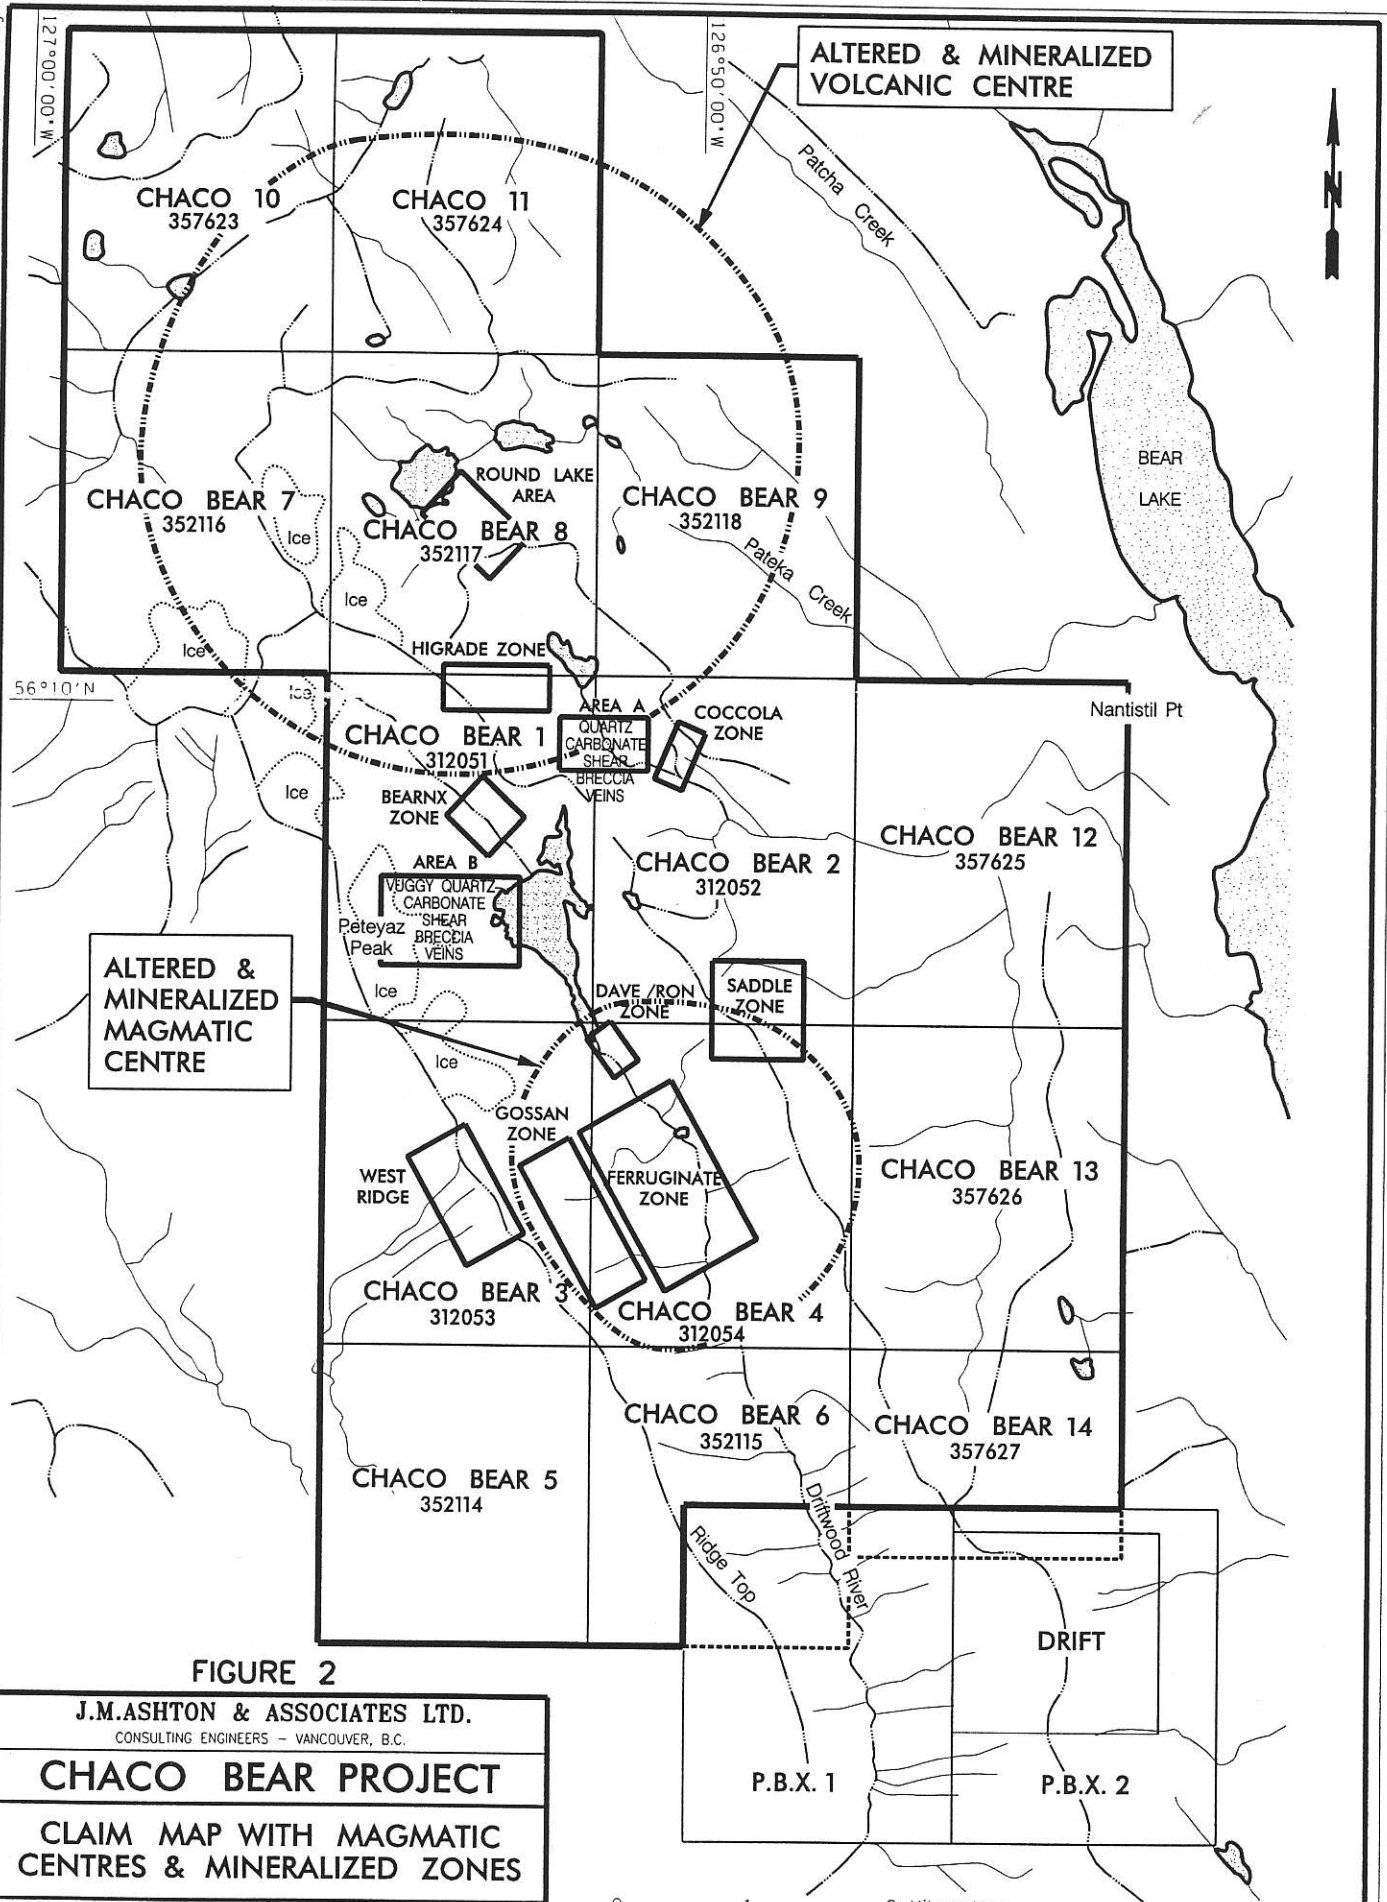 127°00'00"W
126°50'00"W
ALTERED & MINERALIZED
VOLCANIC CENTRE
N
Patcha
Creek
CHACO 10
357623
CHACO 11
357624
BEAR
LAKE
ROUND LAKE
AREA
CHACO BEAR 7
352116
CHACO BEAR 8
352117
CHACO BEAR 9
352118
Ice
Pateka Creek
Ice
Ice
HIGRADE ZONE
56°10'N
Ice
Nantistil Pt
AREA A
QUARTZ
CARBONATE
SHEAR
BRECCIA
VEINS
COCCOLA
ZONE
CHACO BEAR 1
312051
Ice
BEARNX
ZONE
CHACO BEAR 12
357625
CHACO BEAR 2
312052
AREA B
VUGGY QUARTZ
CARBONATE
SHEAR
BRECCIA
VEINS
Peteyaz
Peak
ALTERED &
MINERALIZED
MAGMATIC
CENTRE
Ice
DAVE/RON
ZONE
SADDLE
ZONE
Ice
GOSSAN
ZONE
WEST
RIDGE
FERRUGINATE
ZONE
CHACO BEAR 13
357626
CHACO BEAR 3
312053
CHACO BEAR 4
312054
CHACO BEAR 6
352115
CHACO BEAR 14
357627
CHACO BEAR 5
352114
Ridge Top
Driftwood River
DRIFT
P.B.X. 1
P.B.X. 2
FIGURE 2
J.M.ASHTON & ASSOCIATES LTD.
CONSULTING ENGINEERS - VANCOUVER, B.C.
CHACO BEAR PROJECT
CLAIM MAP WITH MAGMATIC
CENTRES & MINERALIZED ZONES